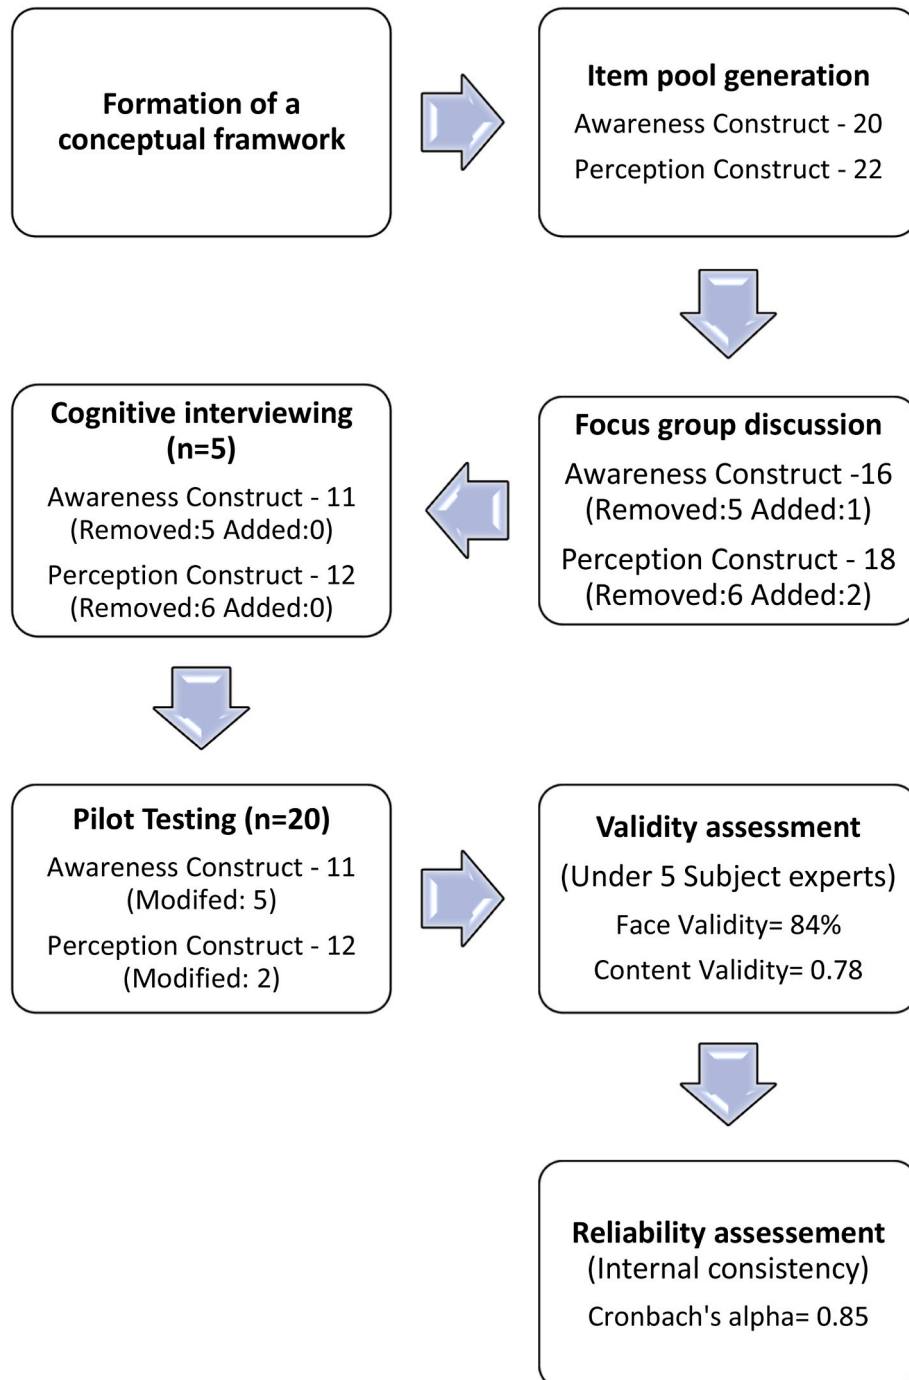 Formation of a
conceptual framwork
Item pool generation
Awareness Construct - 20
Perception Construct - 22
Focus group discussion
Awareness Construct -16
(Removed:5 Added:1)
Perception Construct - 18
(Removed:6 Added:2)
Cognitive interviewing
(n=5)
Awareness Construct - 11
(Removed:5 Added:0)
Perception Construct - 12
(Removed:6 Added:0)
Pilot Testing (n=20)
Awareness Construct - 11
(Modifed: 5)
Perception Construct - 12
(Modified: 2)
Validity assessment
(Under 5 Subject experts)
Face Validity= 84%
Content Validity= 0.78
Reliability assessement
(Internal consistency)
Cronbach's alpha= 0.85